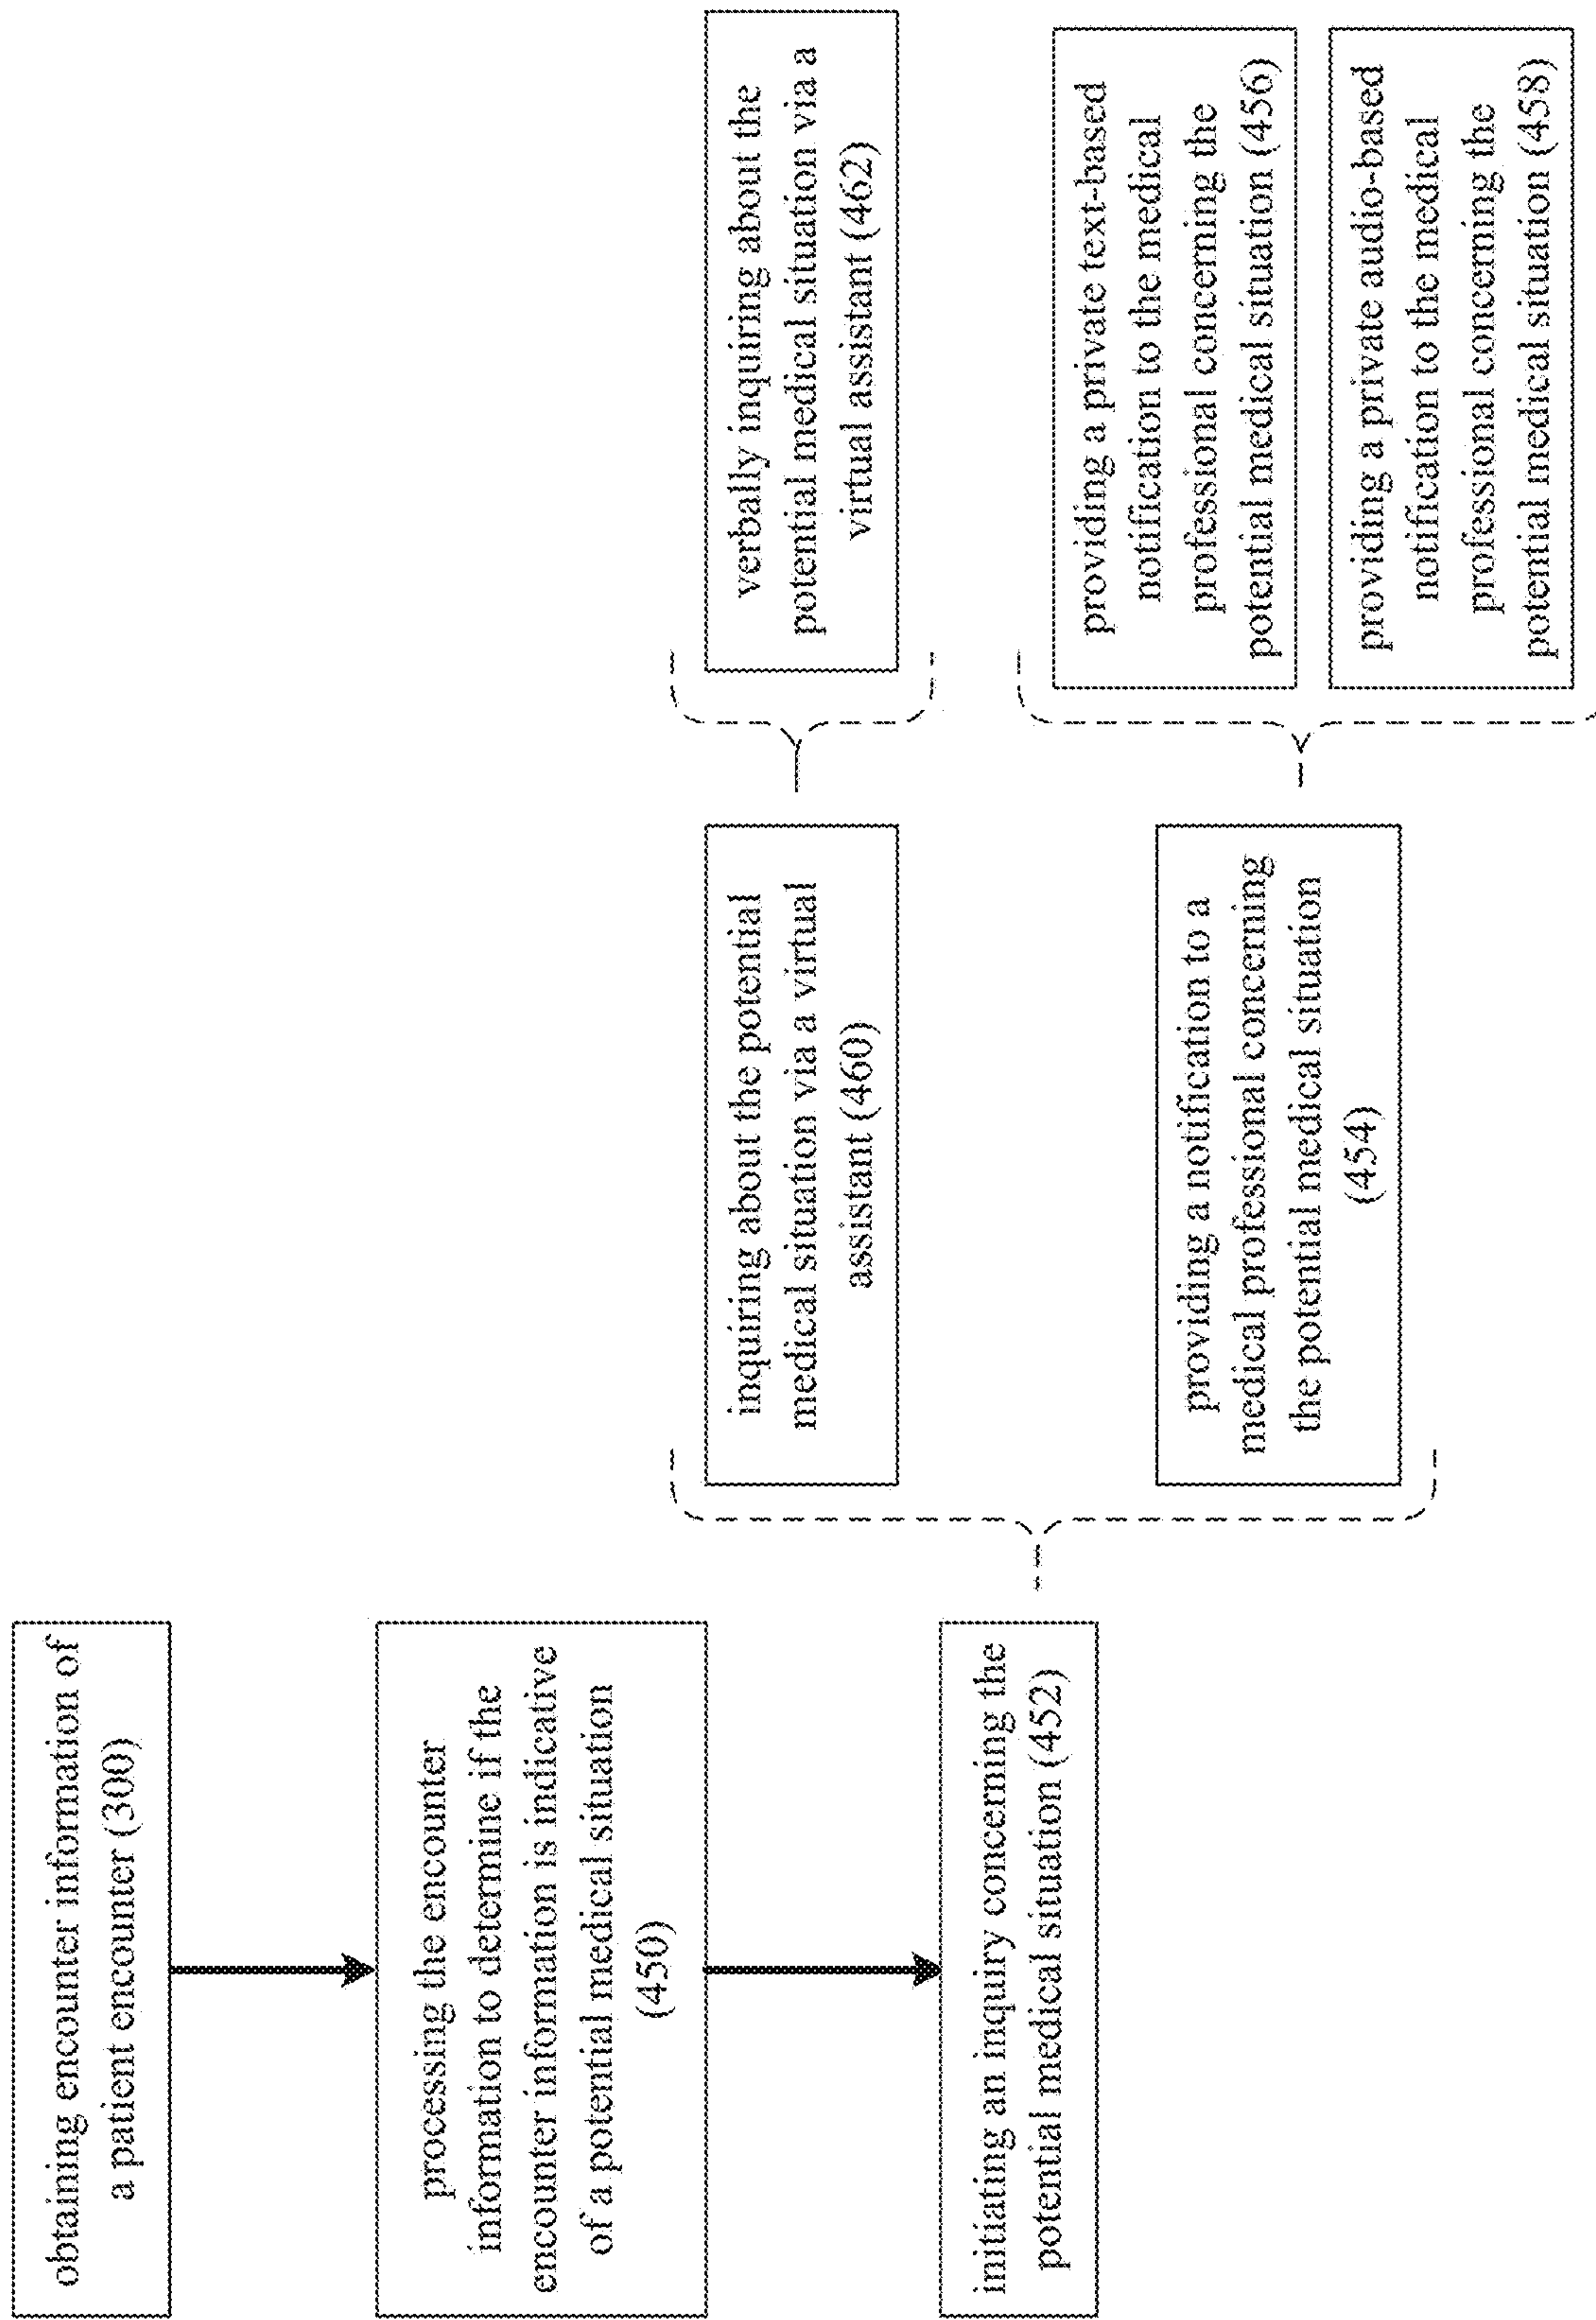 obtaining encounter information of
a patient encounter (300)
processing the encounter
information to determine if the
encounter information is indicative
of a potential medical situation
(450)
initiating an inquiry concerning the
potential medical situation (452)
inquiring about the potential
medical situation via a virtual
assistant (460)
providing a notification to a
medical professional concerning
the potential medical situation
(454)
verbally inquiring about the
potential medical situation via a
virtual assistant (462)
providing a private text-based
notification to the medical
professional concerning the
potential medical situation (456)
providing a private audio-based
notification to the medical
professional concerning the
potential medical situation (458)